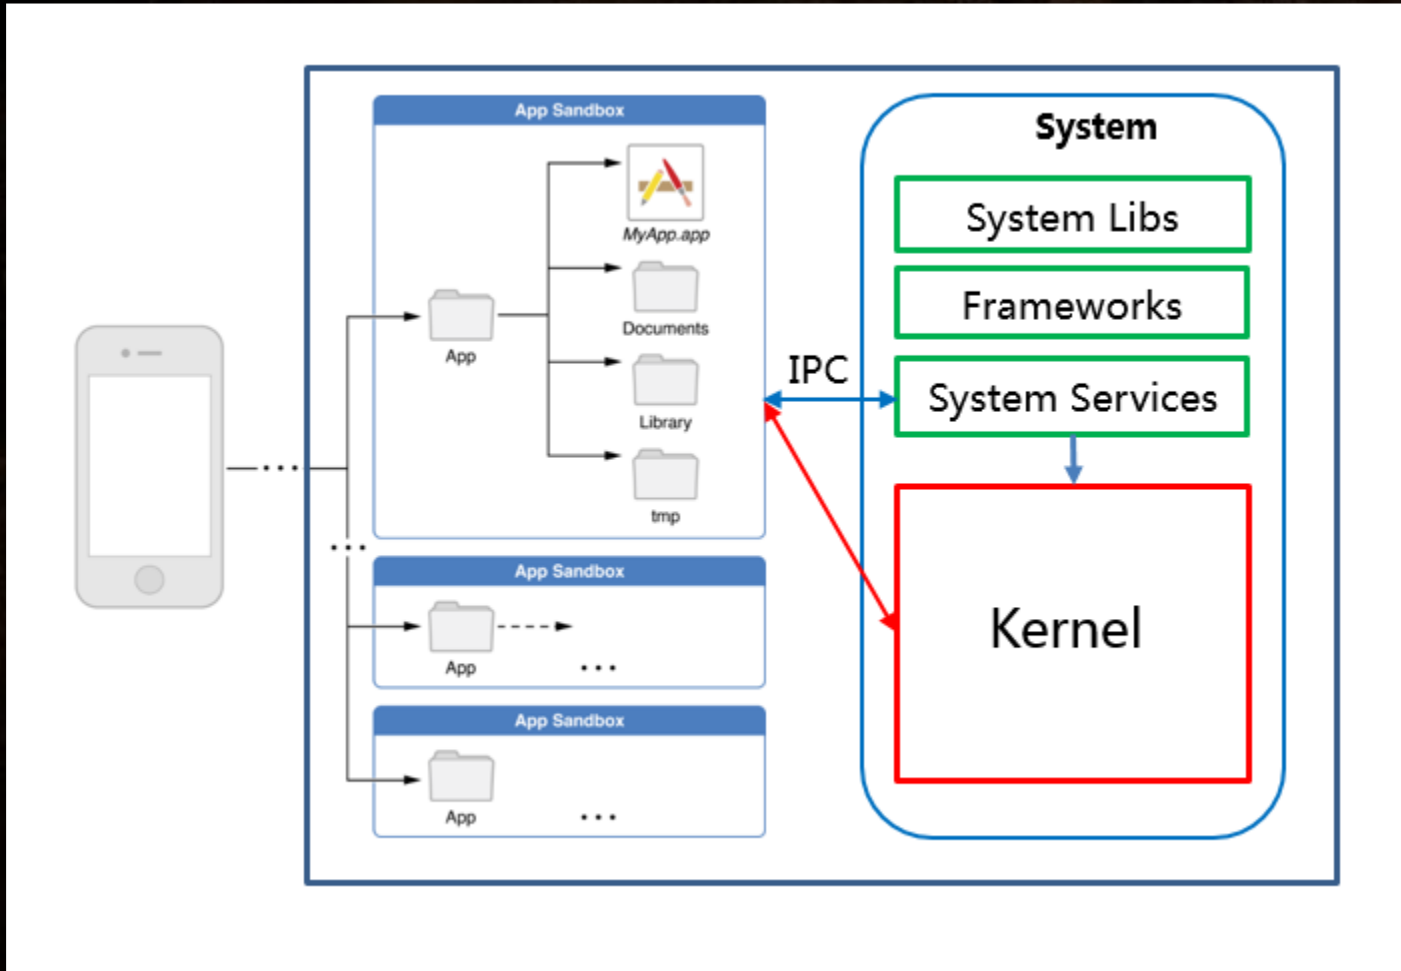 App Sandbox
MyApp.app
Documents
App
Library
tmp
App Sandbox
App
...
App Sandbox
App
...
...
...
IPC
System
System Libs
Frameworks
System Services
Kernel